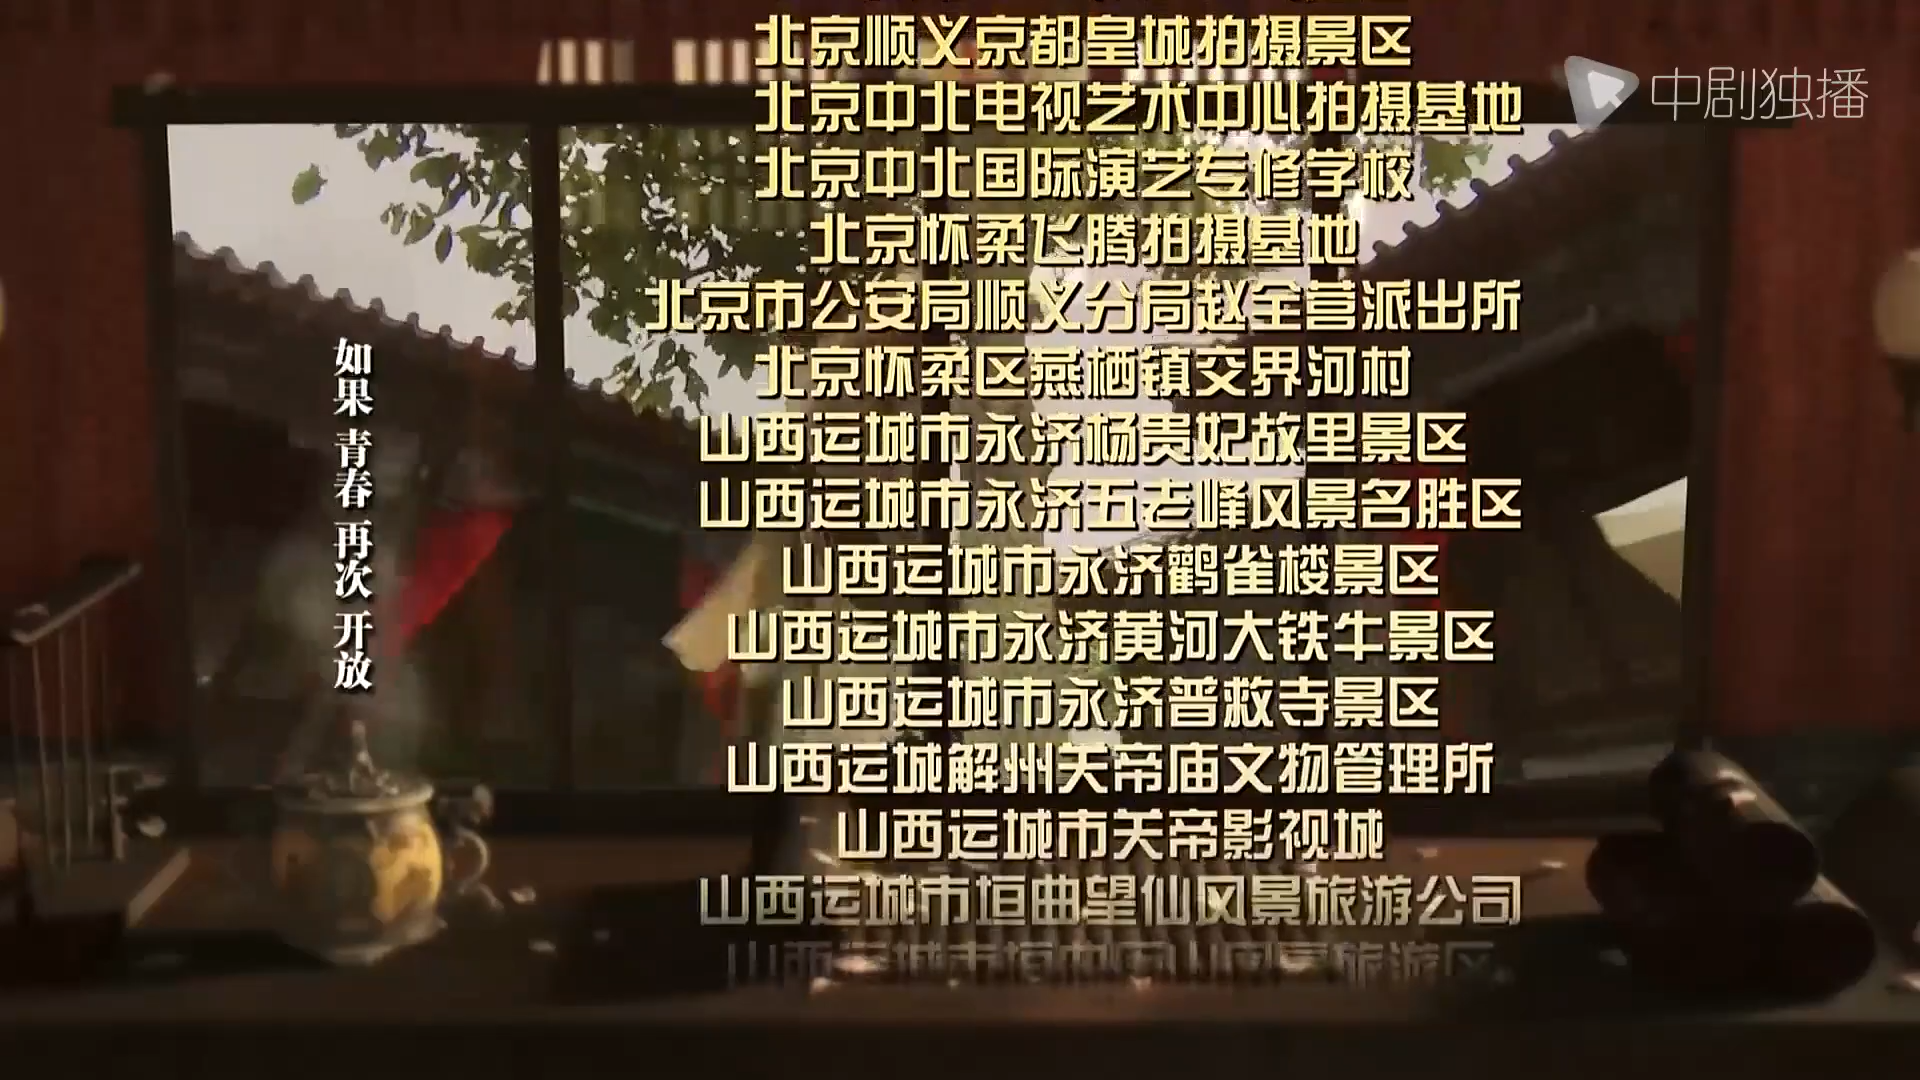 北京顺义京都皇城拍摄景区
北京中北电视艺术中心拍摄基地
北京中北国际演艺专修学校
北京怀柔飞腾拍摄基地
北京市公安局顺义分局赵全营派出所
北京怀柔区燕栖镇交界河村
山西运城市永济杨贵妃故里景区
山西运城市永济五老峰风景名胜区
山西运城市永济鹳雀楼景区
山西运城市永济黄河大铁牛景区
山西运城市永济普救寺景区
山西运城解州关帝庙文物管理所
山西运城市关帝影视城
山西运城市垣曲望仙风景旅游公司
如果 青春 再次 开放
中剧独播